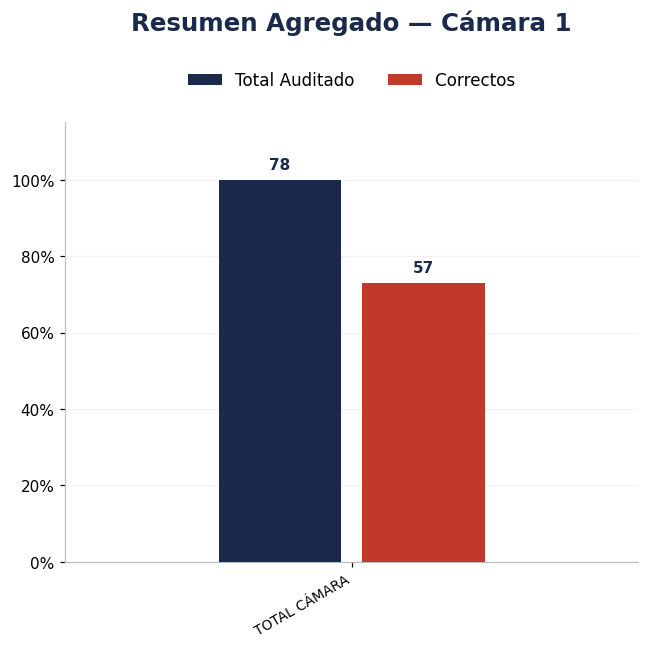 Resumen Agregado — Cámara 1
Total Auditado Correctos
78
100%
57
80%
60%
40%
20%
0%
TOTAL CÁMARA